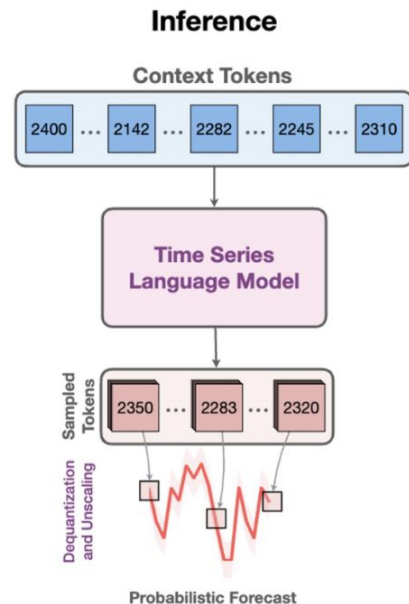 Inference
Context Tokens
2400 ... 2142 ... 2282 ... 2245 ... 2310
Time Series
Language Model
Sampled
Tokens
2350 ... 2283 ... 2320
Dequantization
and Unscaling
Probabilistic Forecast